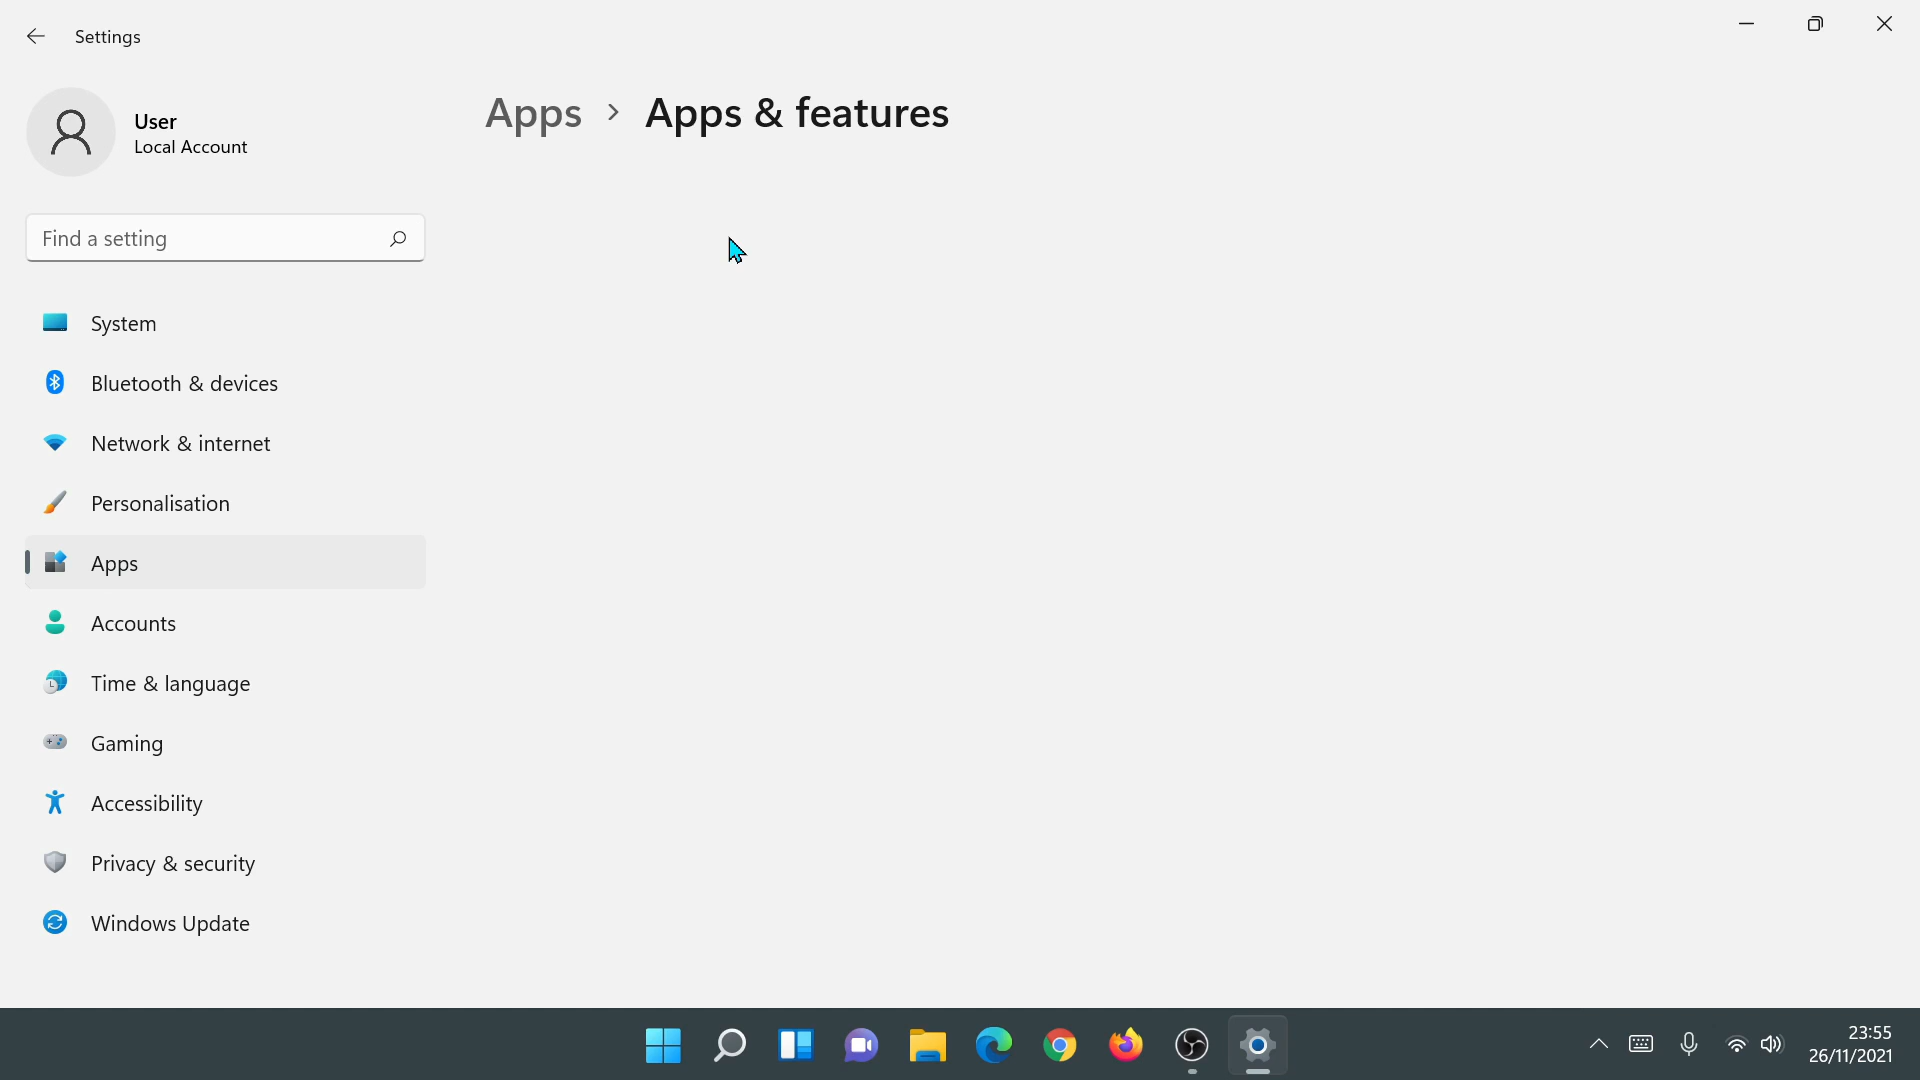 Settings
User
Local Account
Apps > Apps & features
Find a setting
System
Bluetooth & devices
Network & internet
Personalisation
Apps
Accounts
Time & language
Gaming
Accessibility
Privacy & security
Windows Update
23:55
26/11/2021